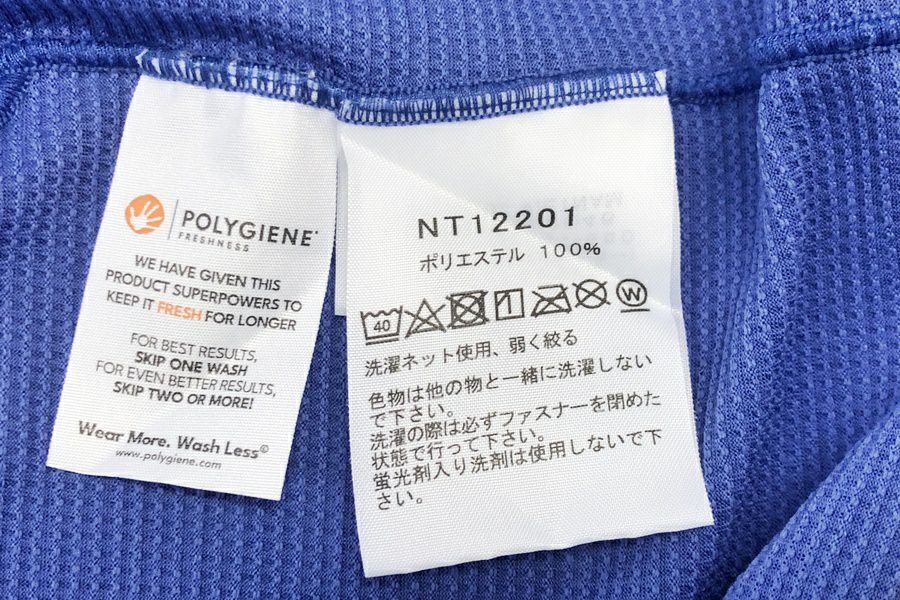 POLYGIENE
FRESHNESS
WE HAVE GIVEN THIS
PRODUCT SUPERPOWERS TO
KEEP IT FRESH FOR LONGER
FOR BEST RESULTS,
SKIP ONE WASH
FOR EVEN BETTER RESULTS,
SKIP TWO OR MORE!
Wear More. Wash Less©
www.polygiene.com
NT12201
ポリエステル 100%
40
W
洗濯ネット使用、弱く絞る
色物は他の物と一緒に洗濯しない
で下さい。
洗濯の際は必ずファスナーを閉めた
状態で行って下さい。
蛍光剤入り洗剤は使用しないで下
さい。